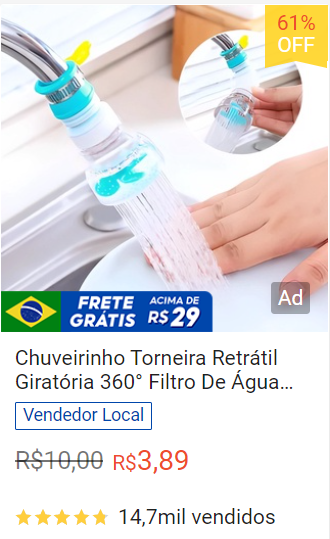 61%
OFF
FRETE GRÁTIS
ACIMA DE R$29
Ad
Chuveirinho Torneira Retrátil
Giratória 360° Filtro De Água...
Vendedor Local
R$10,00 R$3,89
14,7mil vendidos